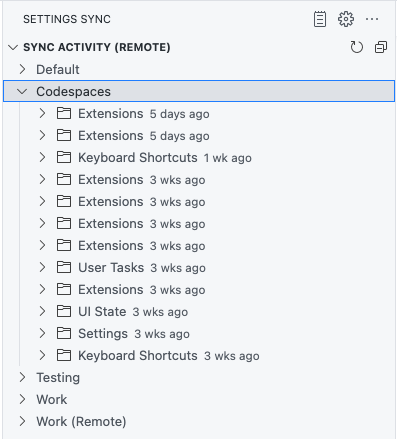 SETTINGS SYNC
SYNC ACTIVITY (REMOTE)
Default
Codespaces
Extensions 5 days ago
Extensions 5 days ago
Keyboard Shortcuts 1 wk ago
Extensions 3 wks ago
Extensions 3 wks ago
Extensions 3 wks ago
Extensions 3 wks ago
User Tasks 3 wks ago
Extensions 3 wks ago
UI State 3 wks ago
Settings 3 wks ago
Keyboard Shortcuts 3 wks ago
Testing
Work
Work (Remote)